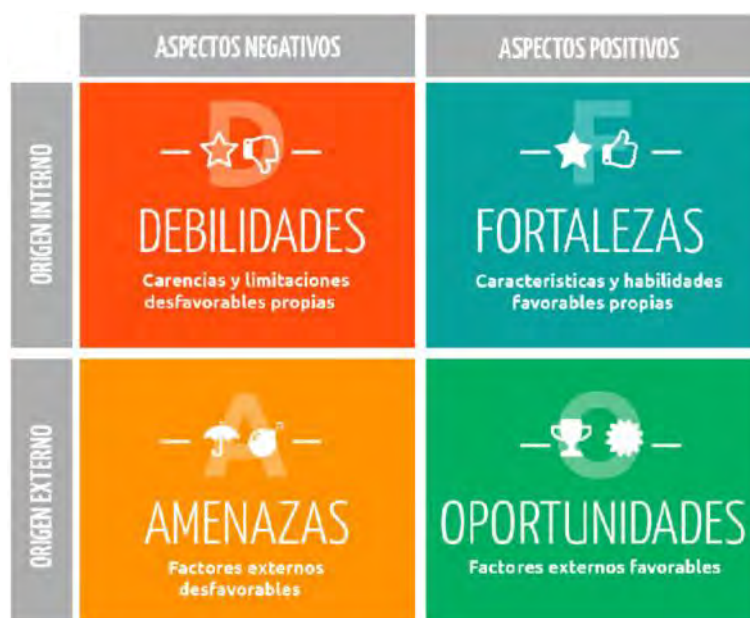 ASPECTOS NEGATIVOS
ASPECTOS POSITIVOS
ORIGEN INTERNO
D
DEBILIDADES
Carencias y limitaciones
desfavorables propias
F
FORTALEZAS
Características y habilidades
favorables propias
ORIGEN EXTERNO
A
AMENAZAS
Factores externos
desfavorables
O
OPORTUNIDADES
Factores externos favorables